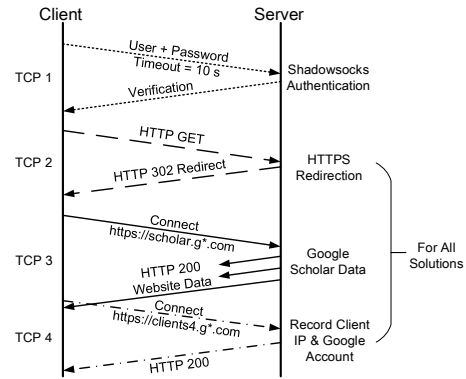 Client
Server
User + Password
Timeout = 10 s
TCP 1
Shadowsocks
Authentication
Verification
HTTP GET
TCP 2
HTTPS
Redirection
HTTP 302 Redirect
Connect
https://scholar.g*.com
TCP 3
Google
Scholar Data
HTTP 200
Website Data
For All
Solutions
Connect
https://clients4.g*.com
TCP 4
Record Client
IP & Google
Account
HTTP 200